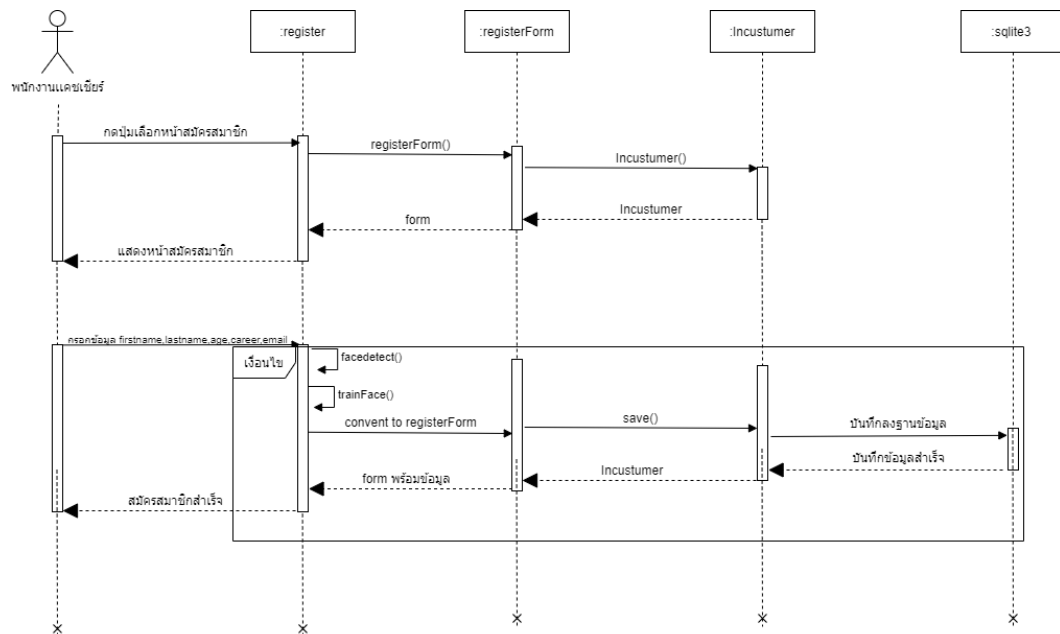 :register
:registerForm
:Incustumer
:sqlite3
พนักงานแคชเชียร์
กดปุ่มเลือกหน้าสมัครสมาชิก
registerForm()
Incustumer()
Incustumer
form
แสดงหน้าสมัครสมาชิก
กรอกข้อมูล firstname,lastname,age,career,email
เงื่อนไข
facedetect()
trainFace()
convent to registerForm
save()
บันทึกลงฐานข้อมูล
บันทึกข้อมูลสำเร็จ
Incustumer
form พร้อมข้อมูล
สมัครสมาชิกสำเร็จ